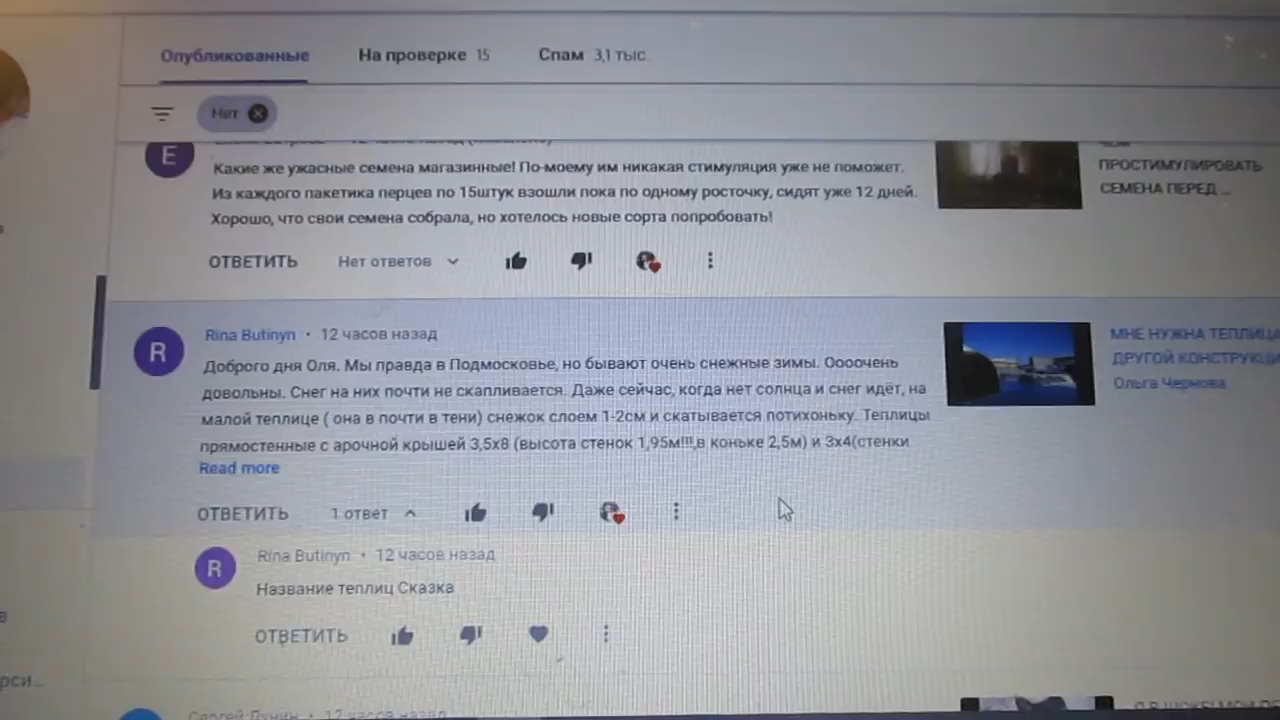 Опубликованные
На проверке 15
Спам 3,1 тыс.
Нет
E
Какие же ужасные семена магазинные! По-моему им никакая стимуляция уже не поможет.
Из каждого пакетика перцев по 15штук взошли пока по одному росточку, сидят уже 12 дней.
Хорошо, что свои семена собрала, но хотелось новые сорта попробовать!
ПРОСТИМУЛИРОВАТЬ
СЕМЕНА ПЕРЕД ...
ОТВЕТИТЬ
Нет ответов
R
Rina Butinyn • 12 часов назад
Доброго дня Оля. Мы правда в Подмосковье, но бывают очень снежные зимы. Оооочень
довольны. Снег на них почти не скапливается. Даже сейчас, когда нет солнца и снег идёт, на
малой теплице ( она в почти в тени) снежок слоем 1-2см и скатывается потихоньку. Теплицы
прямостенные с арочной крышей 3,5х8 (высота стенок 1,95м!!!,в коньке 2,5м) и 3х4(стенки
Read more
МНЕ НУЖНА ТЕПЛИЦА
ДРУГОЙ КОНСТРУКЦИ
Ольга Чернова
ОТВЕТИТЬ
1 ответ
R
Rina Butinyn • 12 часов назад
Название теплиц Сказка
ОТВЕТИТЬ
рси...
12 часов назад